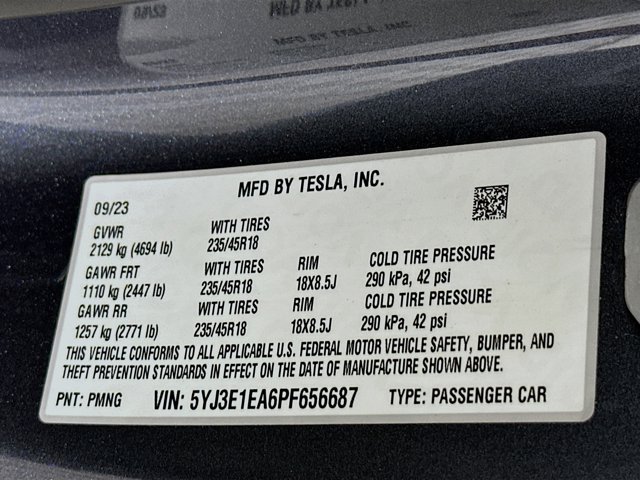 MFD BY TESLA, INC.
09/23
GVWR WITH TIRES
2129 kg (4694 lb) 235/45R18
GAWR FRT WITH TIRES RIM COLD TIRE PRESSURE
1110 kg (2447 lb) 235/45R18 18X8.5J 290 kPa, 42 psi
GAWR RR WITH TIRES RIM COLD TIRE PRESSURE
1257 kg (2771 lb) 235/45R18 18X8.5J 290 kPa, 42 psi
THIS VEHICLE CONFORMS TO ALL APPLICABLE U.S. FEDERAL MOTOR VEHICLE SAFETY, BUMPER, AND
THEFT PREVENTION STANDARDS IN EFFECT ON THE DATE OF MANUFACTURE SHOWN ABOVE.
PNT: PMNG VIN: 5YJ3E1EA6PF656687 TYPE: PASSENGER CAR